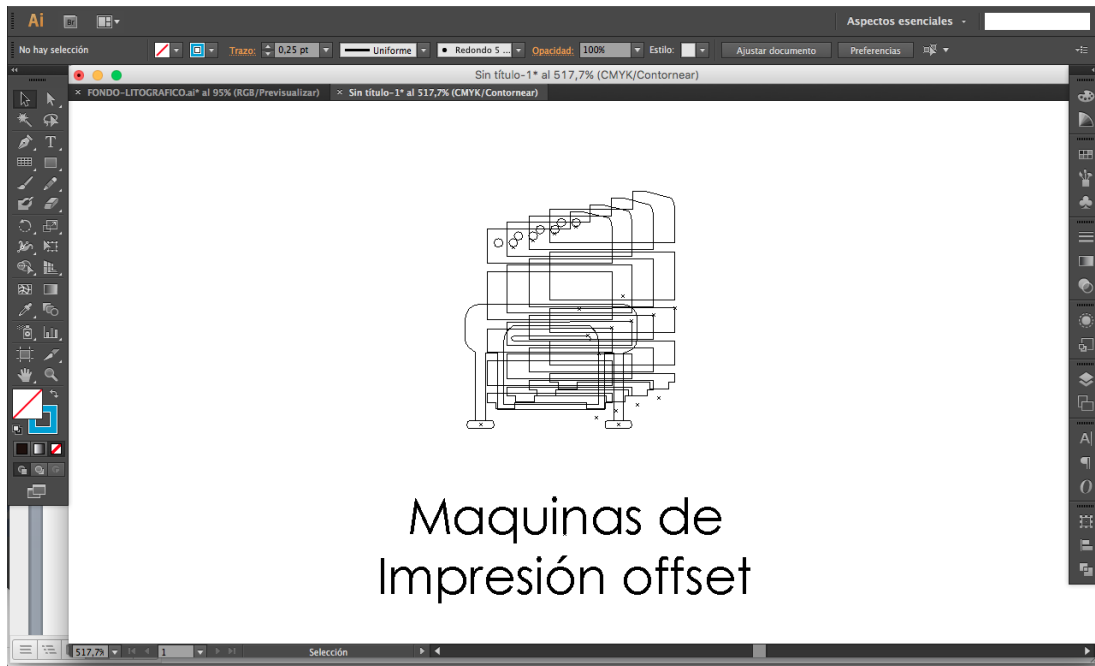 Ai Br Aspectos esenciales
No hay selección Trazo: 0,25 pt Uniforme Redondo 5 ... Opacidad: 100% Estilo: Ajustar documento Preferencias
Sin título-1* al 517,7% (CMYK/Contornear)
× FONDO-LITOGRAFICO.ai* al 95% (RGB/Previsualizar) × Sin título-1* al 517,7% (CMYK/Contornear)
Maquinas de
Impresión offset
517,7% 1 Selección